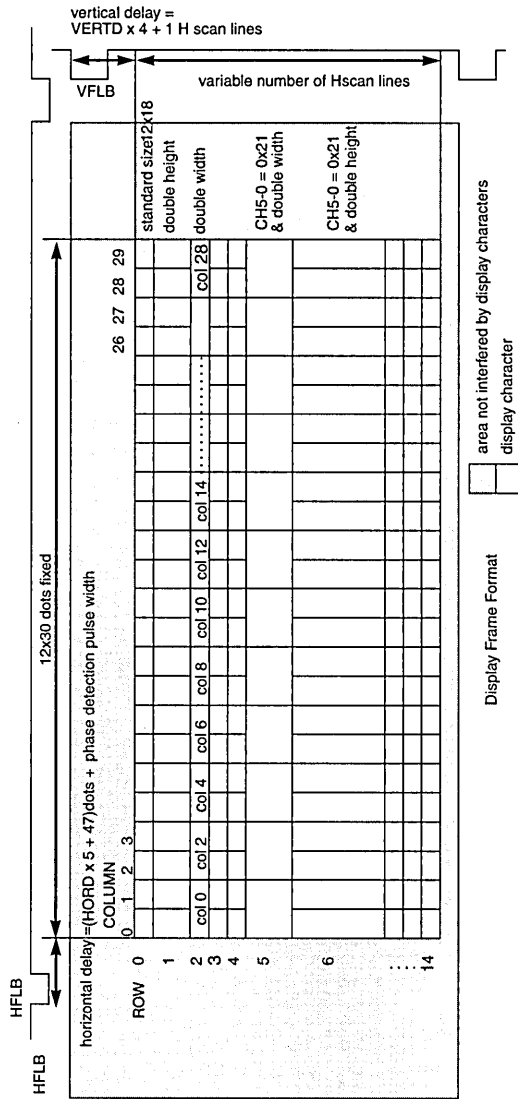 vertical delay =
VERTD x 4 + 1 H scan lines
VFLB
variable number of Hscan lines
HFLB
HFLB
12x30 dots fixed
horizontal delay =(HORD x 5 + 47)dots + phase detection pulse width
COLUMN
0 1 2 3 26 27 28 29
ROW
0 standard size12x18
1 double height
2 col 0 col 2 col 4 col 6 col 8 col 10 col 12 col 14 ........... col 28 double width
3
4
5 CH5-0 = 0x21
& double width
6 CH5-0 = 0x21
& double height
14
area not interfered by display characters
display character
Display Frame Format